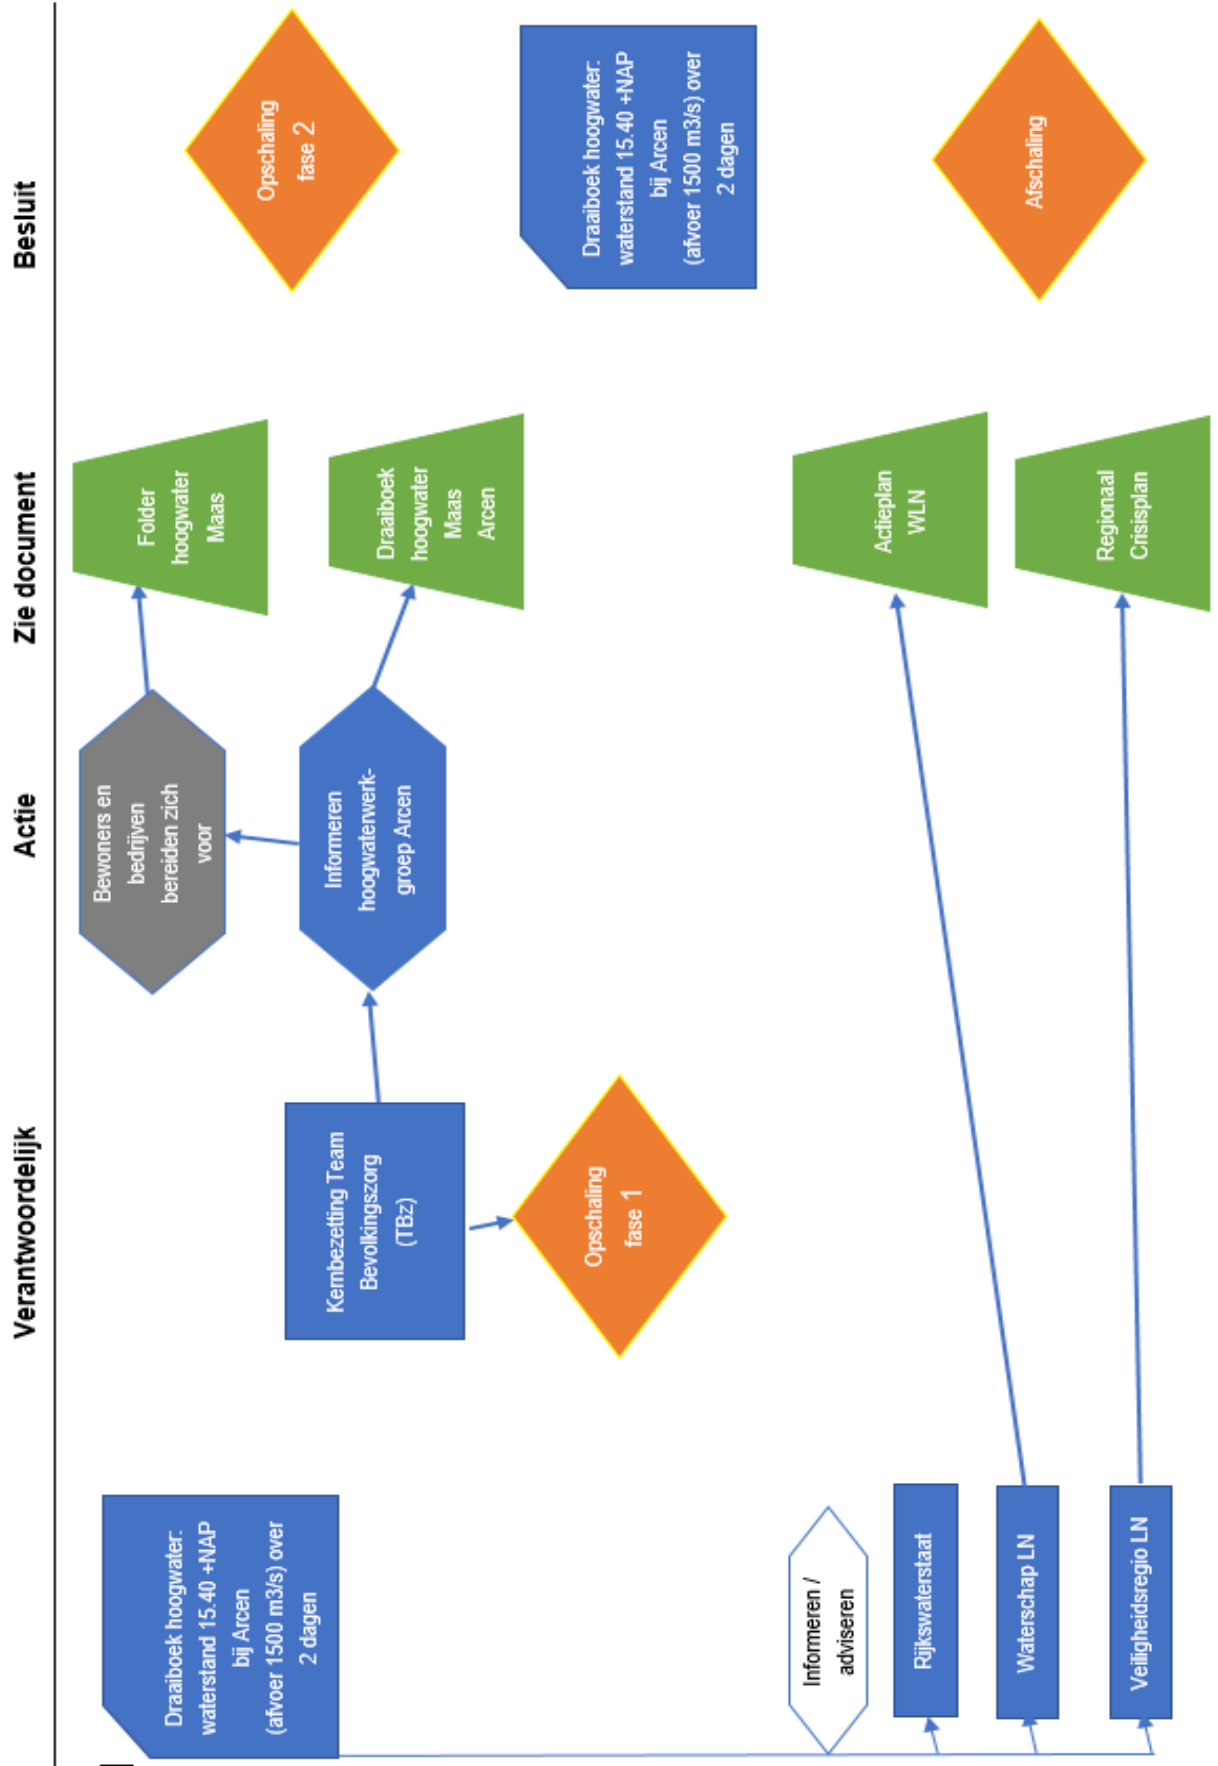 Verantwoordelijk
Actie
Zie document
Besluit
Draaiboek hoogwater:
waterstand 15.40 +NAP
bij Arcen
(afvoer 1500 m3/s) over
2 dagen
Kernbezetting Team
Bevolkingszorg
(TBz)
Opschaling
fase 1
Bewoners en
bedrijven
bereiden zich
voor
Informeren
hoogwaterwerk-
groep Arcen
Folder
hoogwater
Maas
Draaiboek
hoogwater
Maas
Arcen
Opschaling
fase 2
Draaiboek hoogwater:
waterstand 15.40 +NAP
bij Arcen
(afvoer 1500 m3/s) over
2 dagen
Informeren /
adviseren
Rijkswaterstaat
Waterschap LN
Veiligheidsregio LN
Actieplan
WLN
Regionaal
Crisisplan
Afschaling